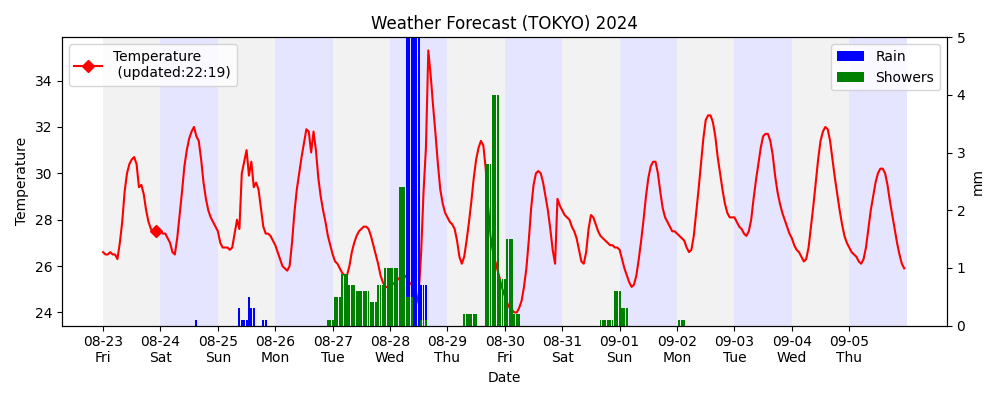 Weather Forecast (TOKYO) 2024
Temperature
(updated:22:19)
Rain
Showers
Temperature
34
32
30
28
26
24
5
4
3
2
1
0
mm
08-23 08-24 08-25 08-26 08-27 08-28 08-29 08-30 08-31 09-01 09-02 09-03 09-04 09-05
Fri Sat Sun Mon Tue Wed Thu Fri Sat Sun Mon Tue Wed Thu
Date